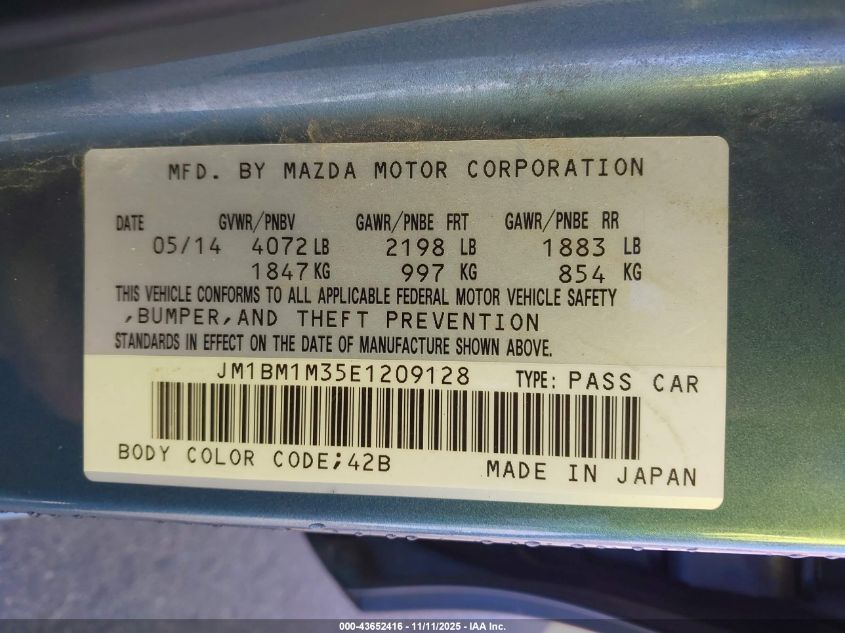 MFD. BY MAZDA MOTOR CORPORATION
DATE GVWR/PNBV GAWR/PNBE FRT GAWR/PNBE RR
05/14 4072 LB 2198 LB 1883 LB
1847 KG 997 KG 854 KG
THIS VEHICLE CONFORMS TO ALL APPLICABLE FEDERAL MOTOR VEHICLE SAFETY
,BUMPER,AND THEFT PREVENTION
STANDARDS IN EFFECT ON THE DATE OF MANUFACTURE SHOWN ABOVE.
JM1BM1M35E1209128 TYPE: PASS CAR
BODY COLOR CODE;42B MADE IN JAPAN
000-43652416 - 11/11/2025 - IAA Inc.